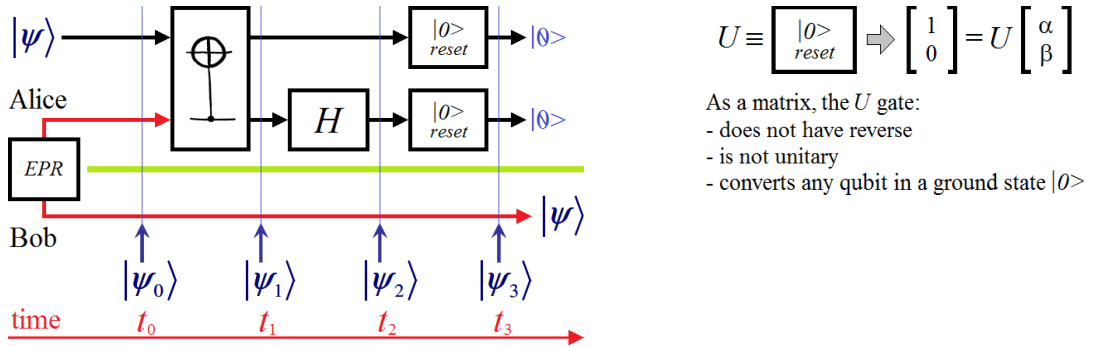 |ψ⟩
|0>
reset
|0>
Alice
H
|0>
reset
|0>
EPR
|ψ⟩
Bob
|ψ₀⟩ |ψ₁⟩ |ψ₂⟩ |ψ₃⟩
time t₀ t₁ t₂ t₃
U ≡ |0> reset ⇨ [1 0] = U [α β]
As a matrix, the U gate:
- does not have reverse
- is not unitary
- converts any qubit in a ground state |0>